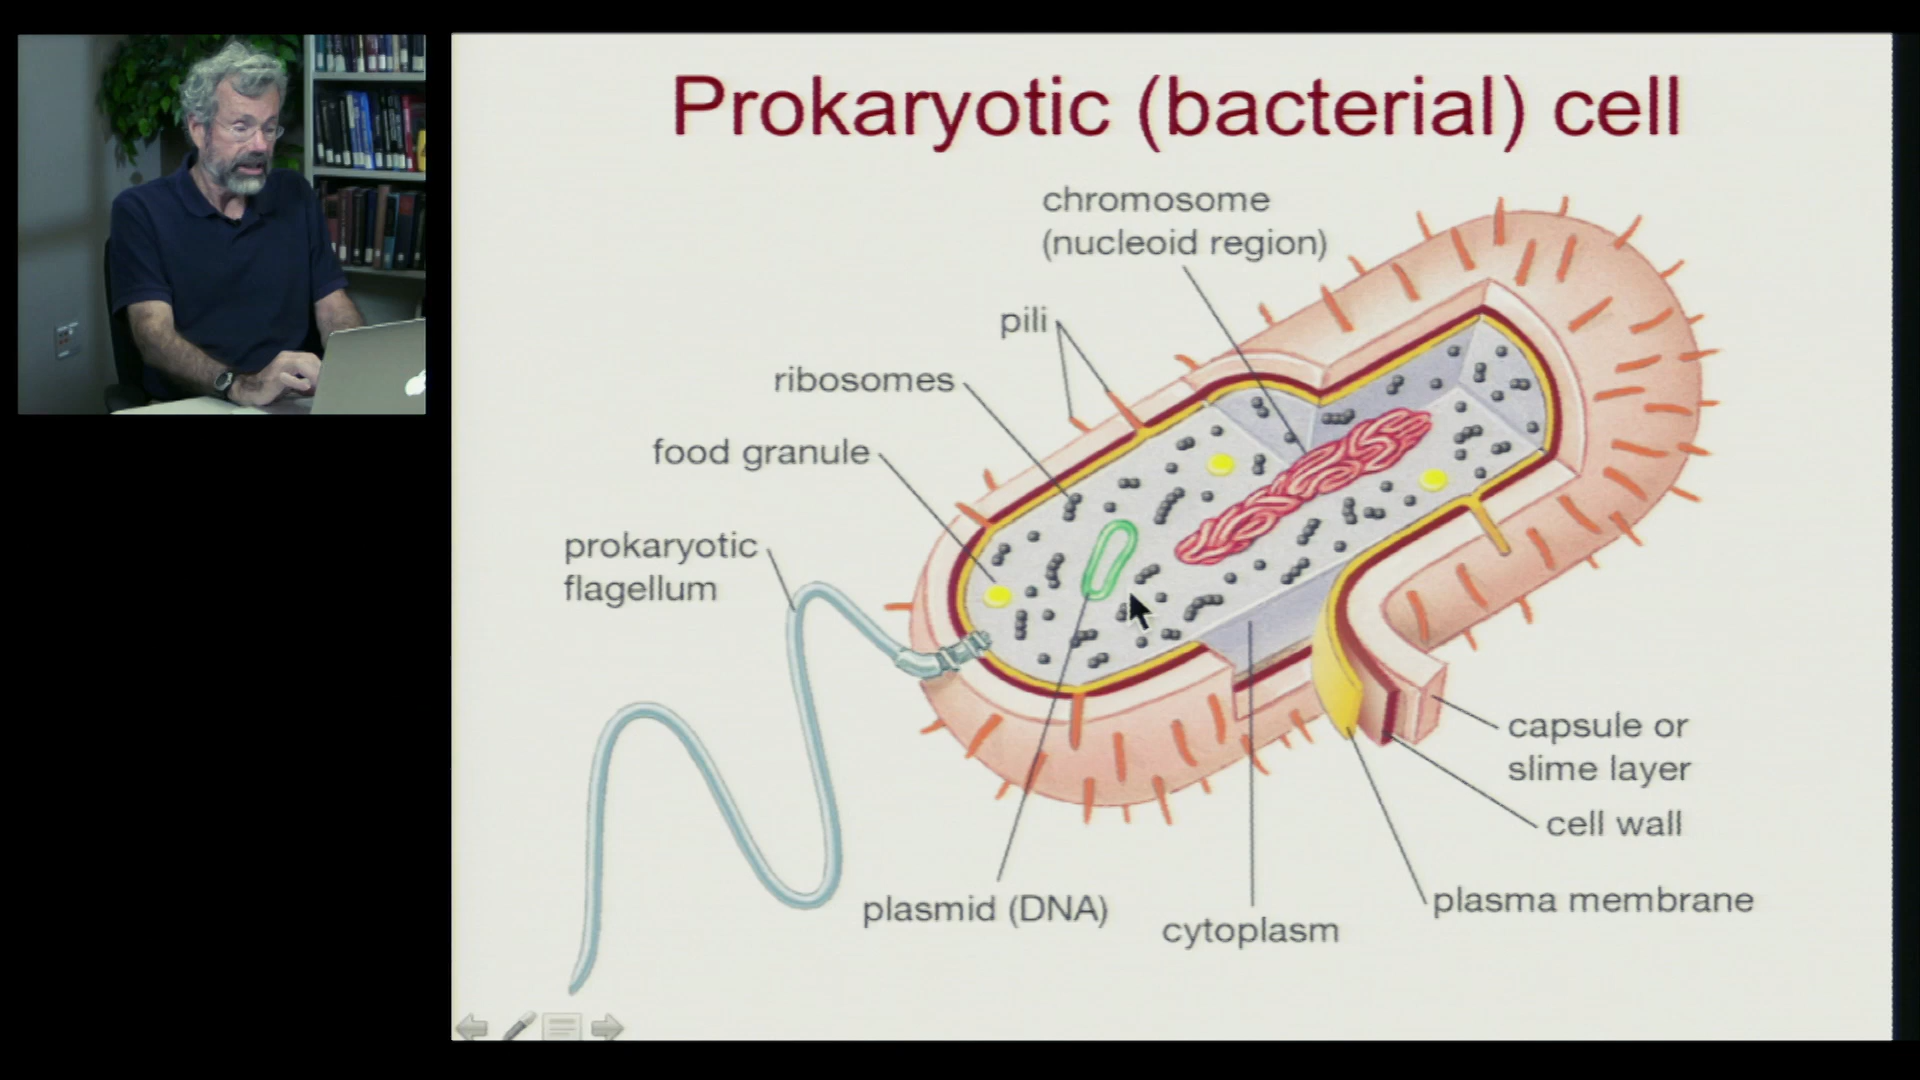 Prokaryotic (bacterial) cell
chromosome
(nucleoid region)
pili
ribosomes
food granule
prokaryotic
flagellum
capsule or
slime layer
cell wall
plasma membrane
plasmid (DNA)
cytoplasm